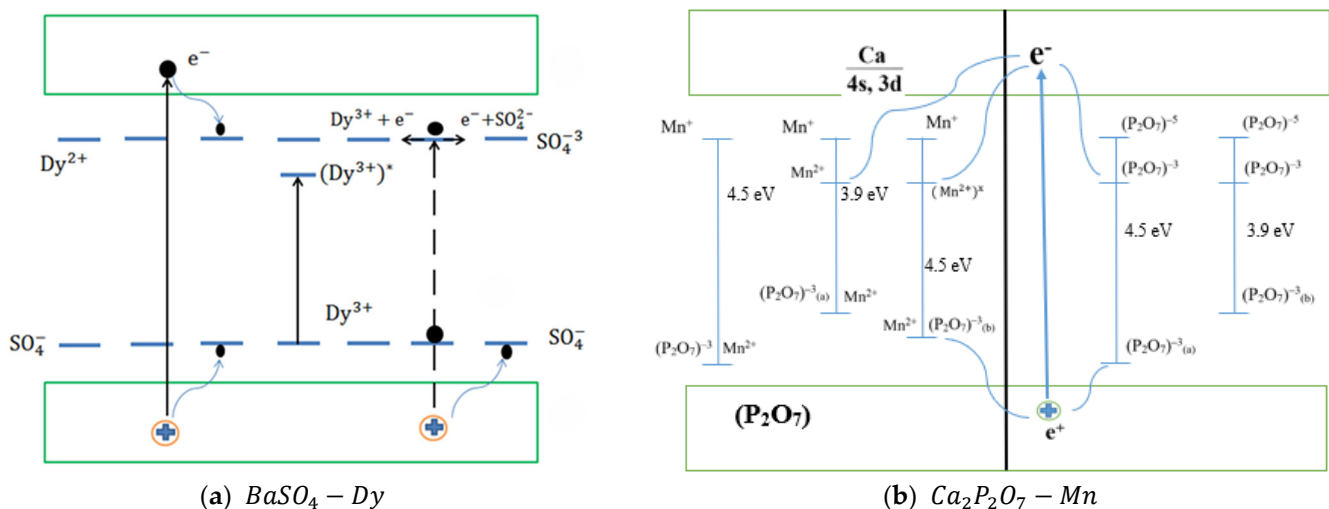 e⁻
Dy³⁺ + e⁻
e⁻+SO₄²⁻
SO₄⁻³
Dy²⁺
(Dy³⁺)*
Dy³⁺
SO₄⁻
SO₄⁻
(a) BaSO₄ − Dy
Ca
4s, 3d
e⁻
Mn⁺
Mn⁺
Mn⁺
(P₂O₇)⁻⁵
(P₂O₇)⁻⁵
Mn²⁺
(Mn²⁺)ˣ
(P₂O₇)⁻³
(P₂O₇)⁻³
4.5 eV
3.9 eV
4.5 eV
4.5 eV
3.9 eV
(P₂O₇)⁻³₍ₐ₎ Mn²⁺
Mn²⁺ (P₂O₇)⁻³(b)
(P₂O₇)⁻³(b)
(P₂O₇)⁻³ Mn²⁺
(P₂O₇)⁻³₍ₐ₎
(P₂O₇)
e⁺
(b) Ca₂P₂O₇ − Mn